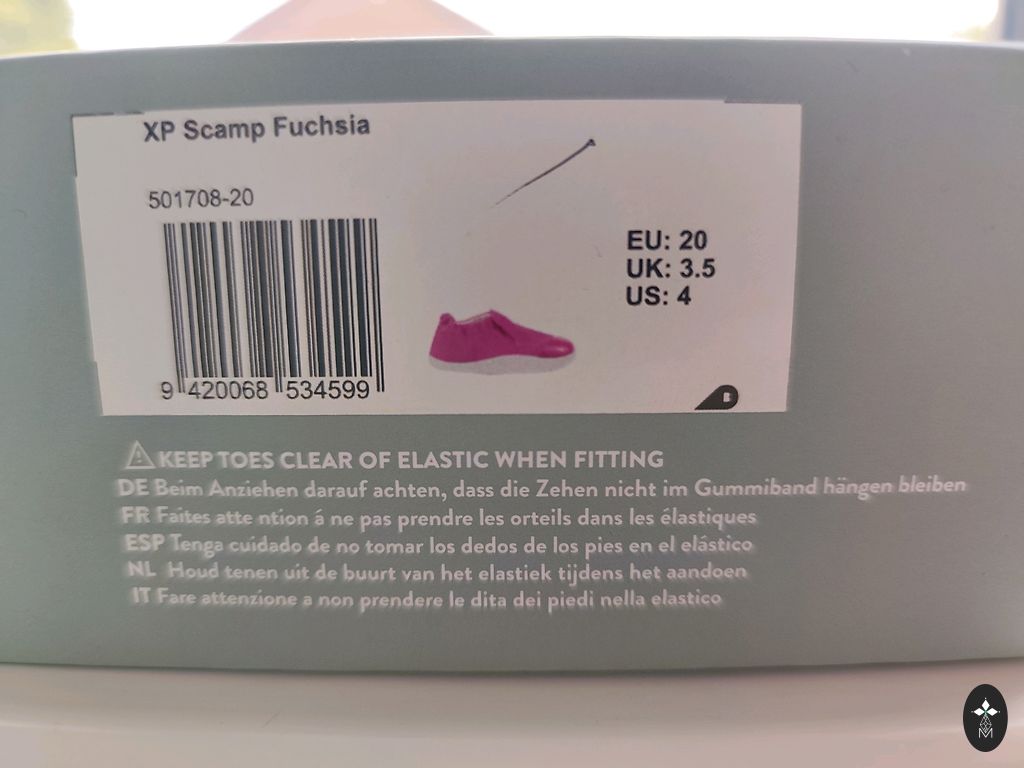 XP Scamp Fuchsia
501708-20
9 420068 534599
EU: 20
UK: 3.5
US: 4
B
KEEP TOES CLEAR OF ELASTIC WHEN FITTING
DE Beim Anziehen darauf achten, dass die Zehen nicht im Gummiband hängen bleiben
FR Faites atte ntion á ne pas prendre les orteils dans les élastiques
ESP Tenga cuidado de no tomar los dedos de los pies en el elástico
NL Houd tenen uit de buurt van het elastiek tijdens het aandoen
IT Fare attenzione a non prendere le dita dei piedi nella elastico
M